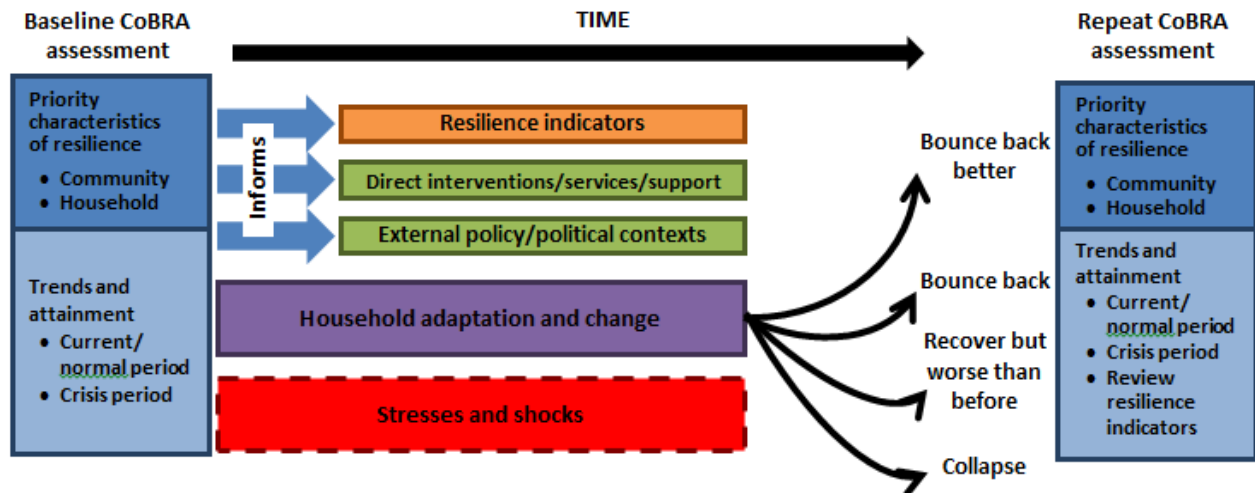 Baseline CoBRA
assessment
TIME
Repeat CoBRA
assessment
Priority
characteristics
of resilience
• Community
• Household
Trends and
attainment
• Current/
normal period
• Crisis period
Informs
Resilience indicators
Direct interventions/services/support
External policy/political contexts
Household adaptation and change
Stresses and shocks
Bounce back
better
Bounce back
Recover but
worse than
before
Collapse
Priority
characteristics
of resilience
• Community
• Household
Trends and
attainment
• Current/
normal period
• Crisis period
• Review
resilience
indicators